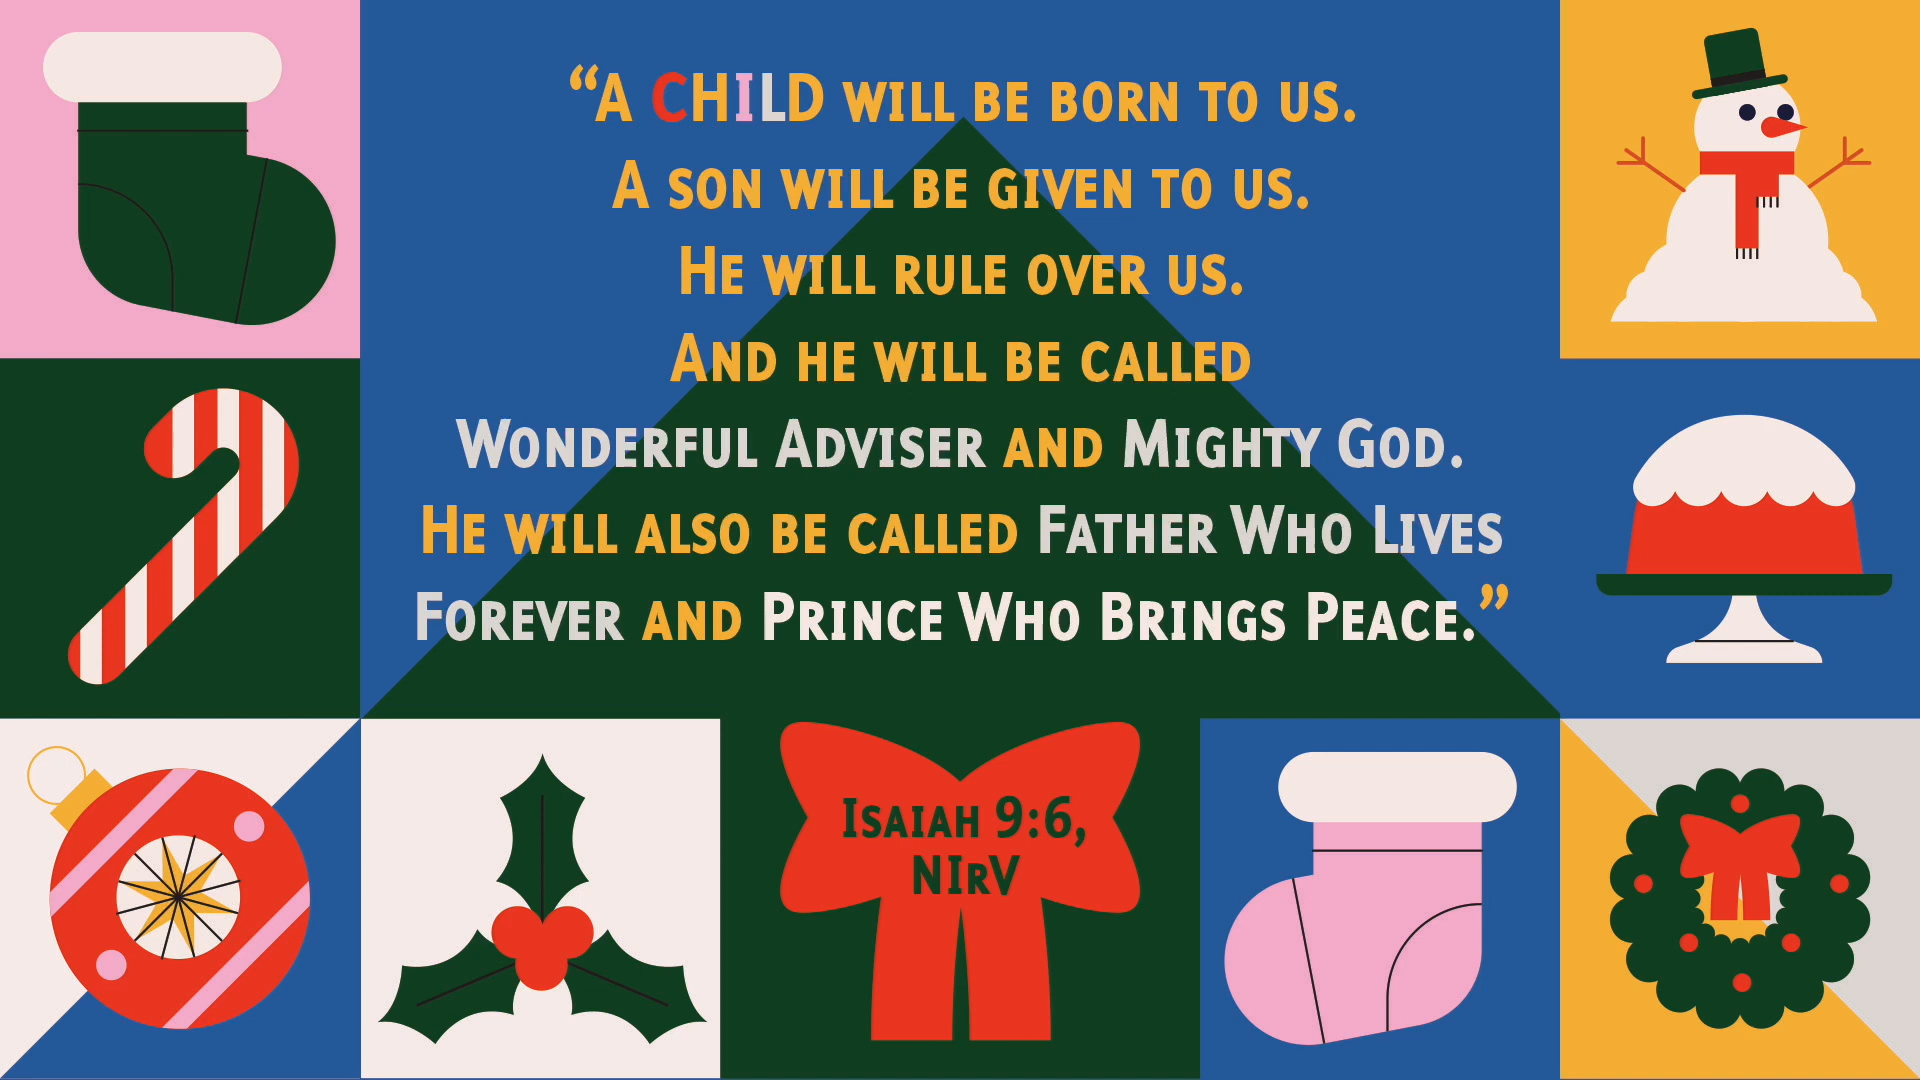 “A CHILD will be born to us.
A son will be given to us.
He will rule over us.
And he will be called
Wonderful Adviser and Mighty God.
He will also be called Father Who Lives
Forever and Prince Who Brings Peace.”
Isaiah 9:6,
NIrV